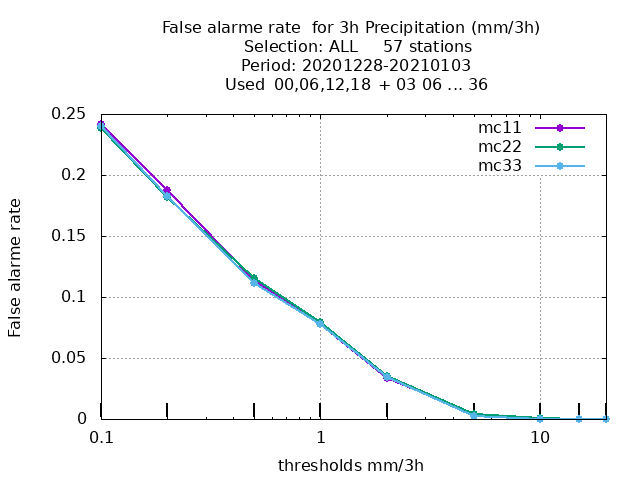 False alarme rate  for 3h Precipitation (mm/3h)
Selection: ALL     57 stations
Period: 20201228-20210103
Used  00,06,12,18  + 03 06 ... 36
mc11
mc22
mc33
0.25
0.2
0.15
0.1
0.05
0
False alarme rate
0.1
1
10
thresholds mm/3h